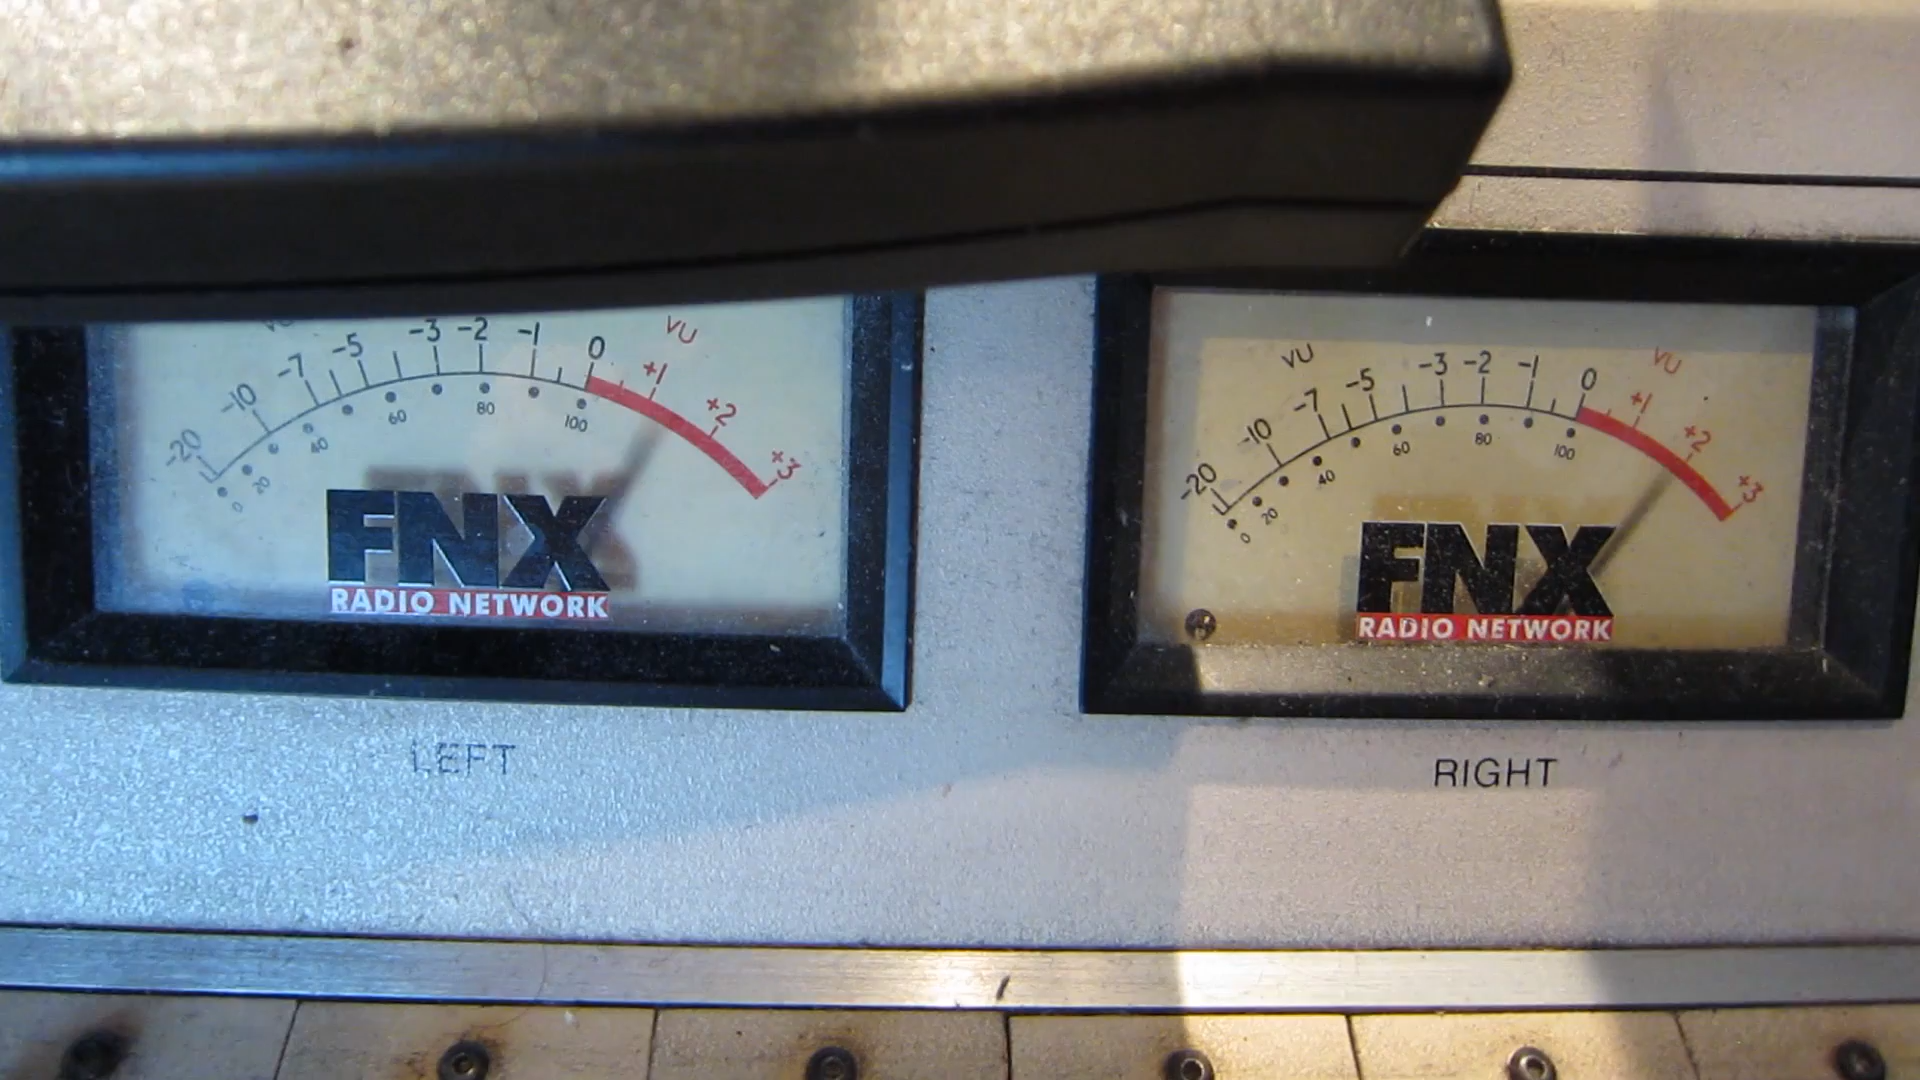 -20 -10 -7 -5 -3 -2 -1 0 +1 +2 +3
VU
0 20 40 60 80 100
FNX
RADIO NETWORK
LEFT
VU VU
-20 -10 -7 -5 -3 -2 -1 0 +1 +2 +3
0 20 40 60 80 100
FNX
RADIO NETWORK
RIGHT